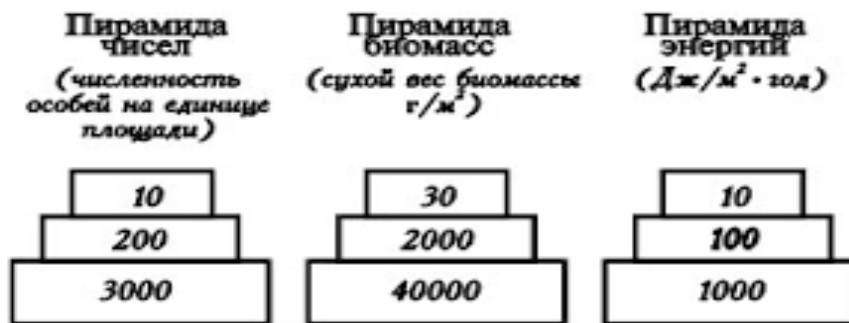 Пирамида
чисел
(численность
особей на единице
площади)
10
200
3000
Пирамида
биомасс
(сухой вес биомассы
г/м²)
30
2000
40000
Пирамида
энергий
(Дж/м² · год)
10
100
1000